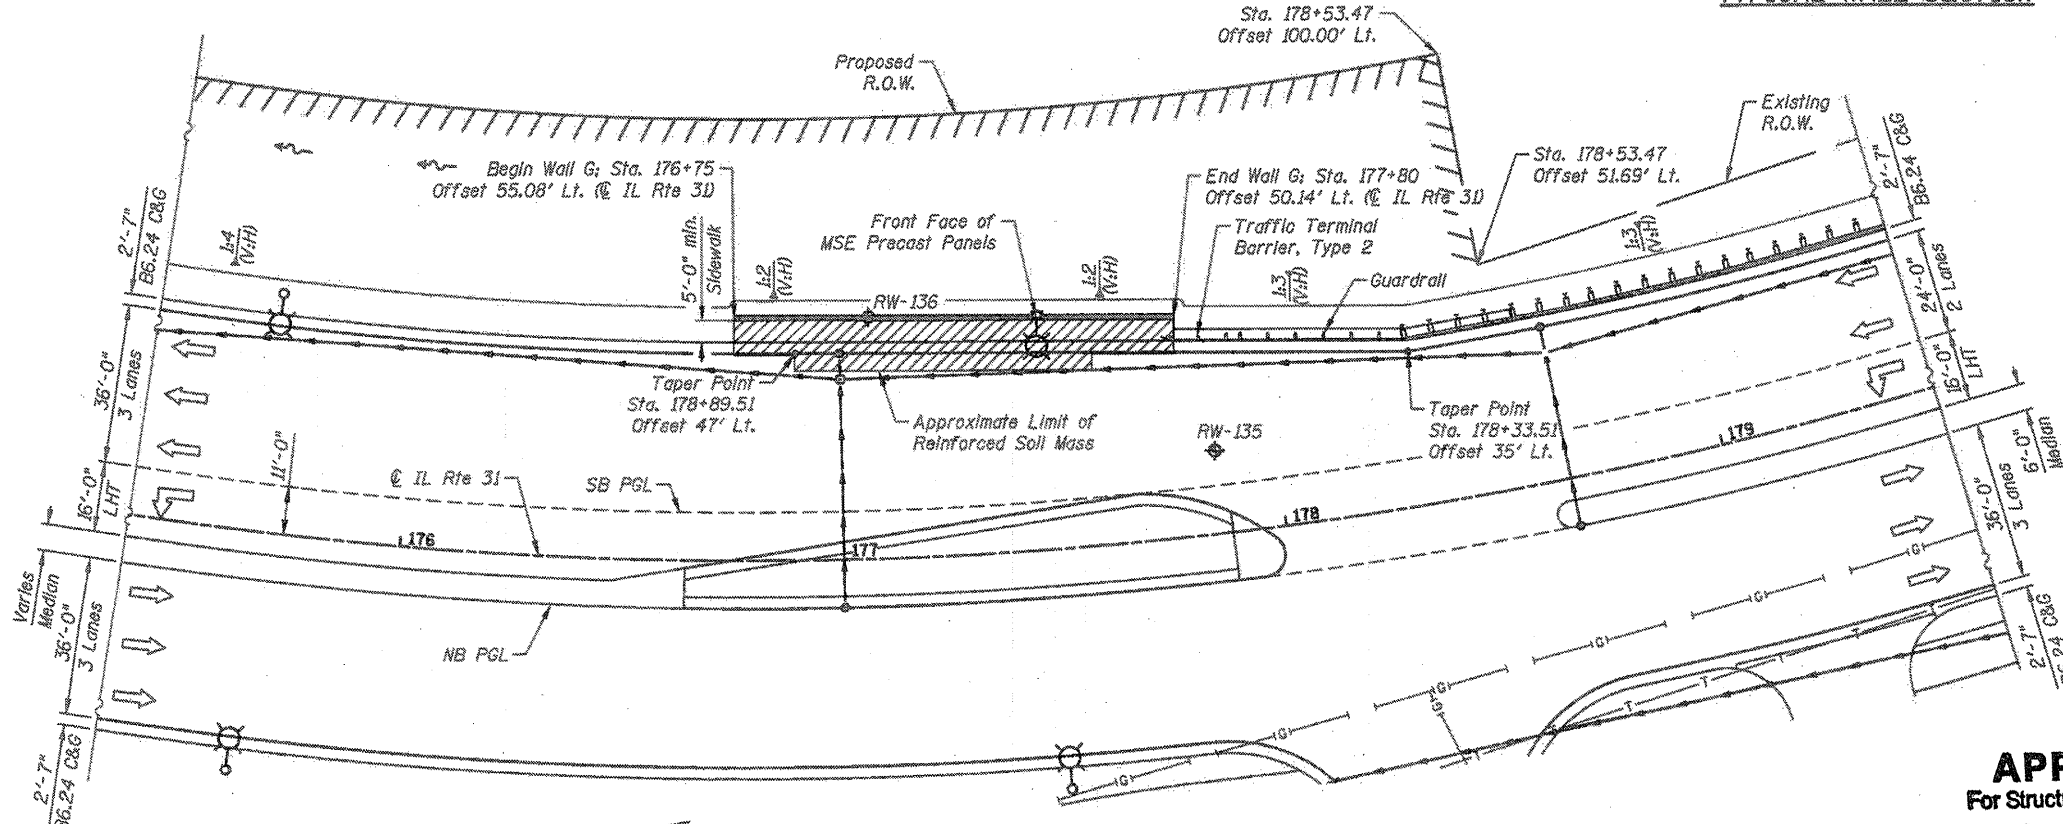 Sta. 178+53.47
Offset 100.00' Lt.
Proposed
R.O.W.
Existing
R.O.W.
Begin Wall G; Sta. 176+75
Offset 55.08' Lt. (℄ IL Rte 31)
End Wall G; Sta. 177+80
Offset 50.14' Lt. (℄ IL Rte 31)
Sta. 178+53.47
Offset 51.69' Lt.
2'-7"
B6.24 C&G
2'-7"
B6.24 C&G
1:4
(V:H)
5'-0" min.
Sidewalk
Front Face of
MSE Precast Panels
Traffic Terminal
Barrier, Type 2
1:2
(V:H)
1:2
(V:H)
1:3
(V:H)
1:3
(V:H)
RW-136
Guardrail
24'-0"
2 Lanes
36'-0"
3 Lanes
16'-0"
LHT
Taper Point
Sta. 178+89.51
Offset 47' Lt.
Approximate Limit of
Reinforced Soil Mass
RW-135
Taper Point
Sta. 178+33.51
Offset 35' Lt.
179
6'-0"
Median
11'-0"
℄ IL Rte 31
SB PGL
16'-0"
LHT
176
177
178
36'-0"
3 Lanes
Varies
Median
36'-0"
3 Lanes
NB PGL
G
G
G
G
G
G
G
G
T
T
T
T
2'-7"
2'-7"
B6.24 C&G
APP
For Struct